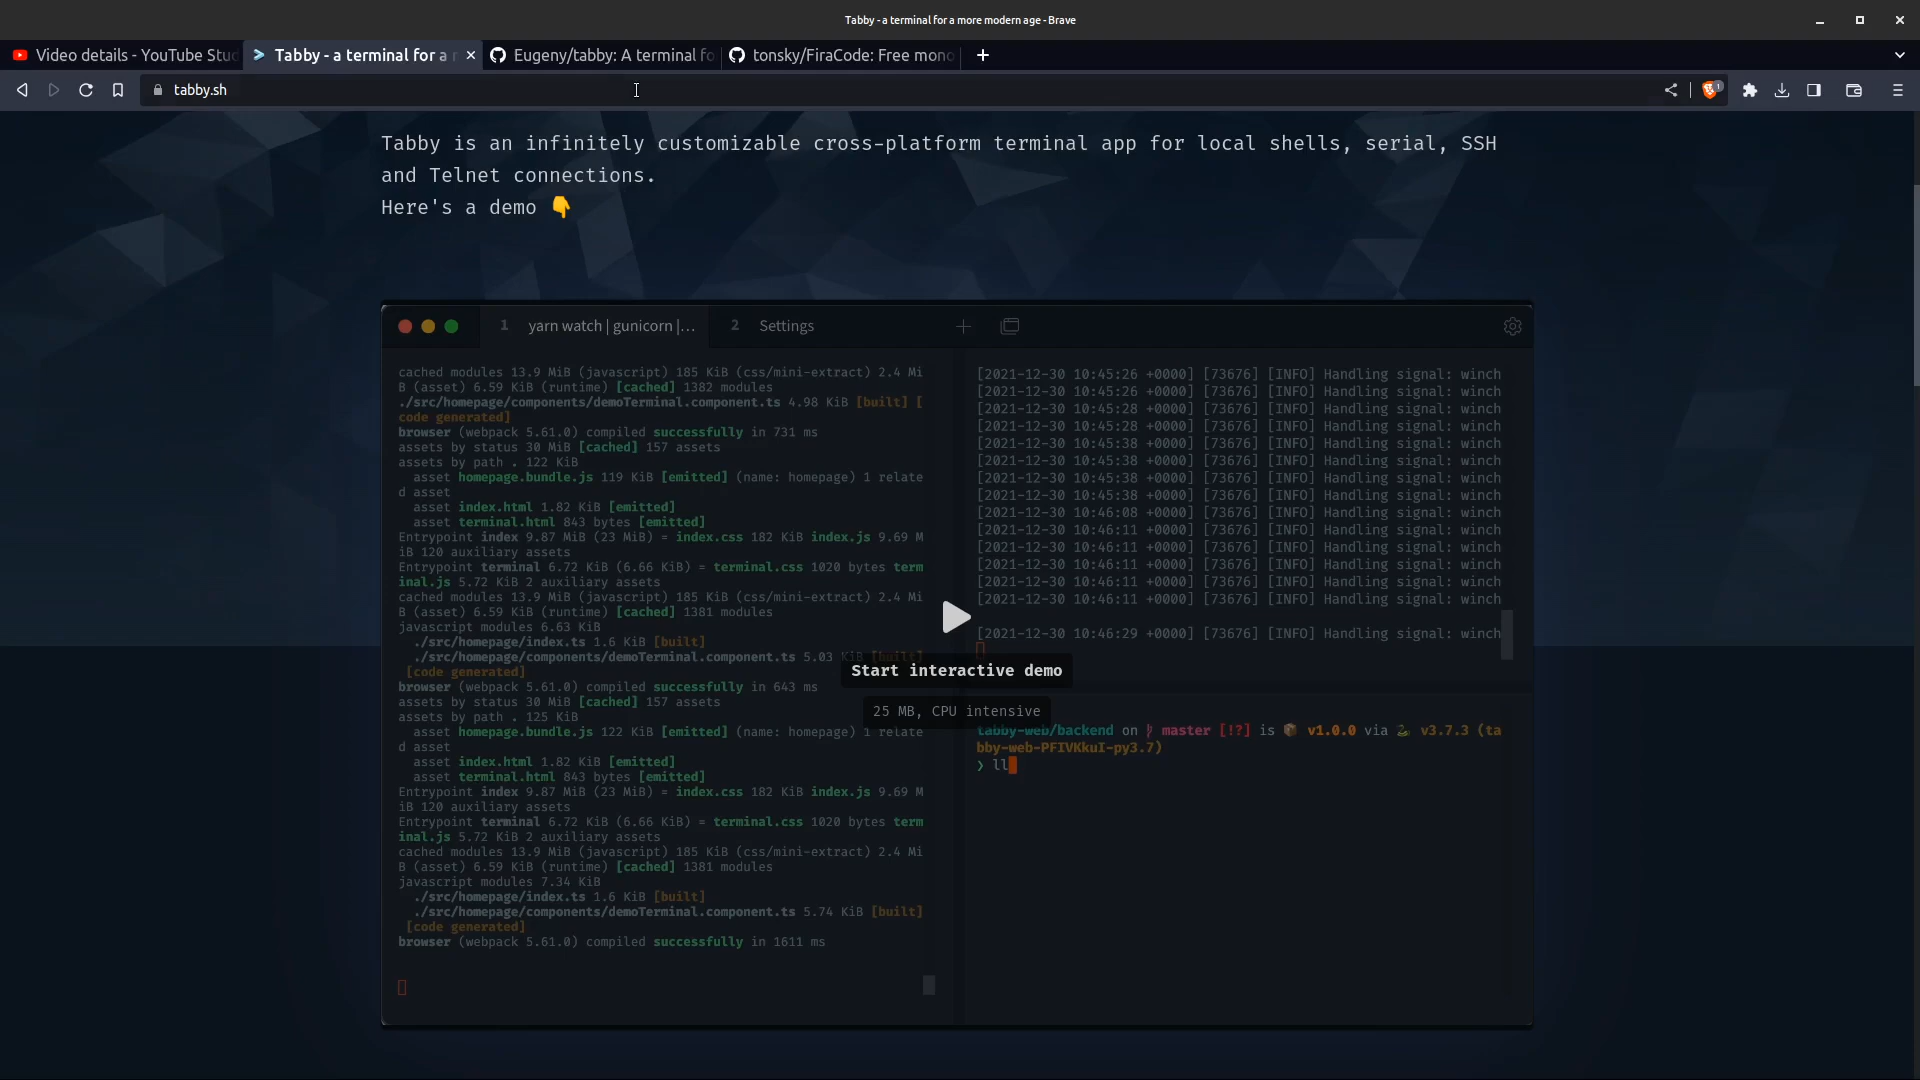 Tabby - a terminal for a more modern age - Brave
Video details - YouTube Stud
Tabby - a terminal for a r
Eugeny/tabby: A terminal fo
tonsky/FiraCode: Free mono
tabby.sh
1
Tabby is an infinitely customizable cross-platform terminal app for local shells, serial, SSH
and Telnet connections.
Here's a demo 👇
1 yarn watch | gunicorn |…
2 Settings
cached modules 13.9 MiB (javascript) 185 KiB (css/mini-extract) 2.4 Mi
B (asset) 6.59 KiB (runtime) [cached] 1382 modules
./src/homepage/components/demoTerminal.component.ts 4.98 KiB [built] [
code generated]
browser (webpack 5.61.0) compiled successfully in 731 ms
assets by status 30 MiB [cached] 157 assets
assets by path . 122 KiB
asset homepage.bundle.js 119 KiB [emitted] (name: homepage) 1 relate
d asset
asset index.html 1.82 KiB [emitted]
asset terminal.html 843 bytes [emitted]
Entrypoint index 9.87 MiB (23 MiB) = index.css 182 KiB index.js 9.69 M
iB 120 auxiliary assets
Entrypoint terminal 6.72 KiB (6.66 KiB) = terminal.css 1020 bytes term
inal.js 5.72 KiB 2 auxiliary assets
cached modules 13.9 MiB (javascript) 185 KiB (css/mini-extract) 2.4 Mi
B (asset) 6.59 KiB (runtime) [cached] 1381 modules
javascript modules 6.63 KiB
./src/homepage/index.ts 1.6 KiB [built]
./src/homepage/components/demoTerminal.component.ts 5.03 KiB [built]
[code generated]
browser (webpack 5.61.0) compiled successfully in 643 ms
assets by status 30 MiB [cached] 157 assets
assets by path . 125 KiB
asset homepage.bundle.js 122 KiB [emitted] (name: homepage) 1 relate
d asset
asset index.html 1.82 KiB [emitted]
asset terminal.html 843 bytes [emitted]
Entrypoint index 9.87 MiB (23 MiB) = index.css 182 KiB index.js 9.69 M
iB 120 auxiliary assets
Entrypoint terminal 6.72 KiB (6.66 KiB) = terminal.css 1020 bytes term
inal.js 5.72 KiB 2 auxiliary assets
cached modules 13.9 MiB (javascript) 185 KiB (css/mini-extract) 2.4 Mi
B (asset) 6.59 KiB (runtime) [cached] 1381 modules
javascript modules 7.34 KiB
./src/homepage/index.ts 1.6 KiB [built]
./src/homepage/components/demoTerminal.component.ts 5.74 KiB [built]
[code generated]
browser (webpack 5.61.0) compiled successfully in 1611 ms
[2021-12-30 10:45:26 +0000] [73676] [INFO] Handling signal: winch
[2021-12-30 10:45:26 +0000] [73676] [INFO] Handling signal: winch
[2021-12-30 10:45:28 +0000] [73676] [INFO] Handling signal: winch
[2021-12-30 10:45:28 +0000] [73676] [INFO] Handling signal: winch
[2021-12-30 10:45:38 +0000] [73676] [INFO] Handling signal: winch
[2021-12-30 10:45:38 +0000] [73676] [INFO] Handling signal: winch
[2021-12-30 10:45:38 +0000] [73676] [INFO] Handling signal: winch
[2021-12-30 10:45:38 +0000] [73676] [INFO] Handling signal: winch
[2021-12-30 10:46:08 +0000] [73676] [INFO] Handling signal: winch
[2021-12-30 10:46:11 +0000] [73676] [INFO] Handling signal: winch
[2021-12-30 10:46:11 +0000] [73676] [INFO] Handling signal: winch
[2021-12-30 10:46:11 +0000] [73676] [INFO] Handling signal: winch
[2021-12-30 10:46:11 +0000] [73676] [INFO] Handling signal: winch
[2021-12-30 10:46:11 +0000] [73676] [INFO] Handling signal: winch
[2021-12-30 10:46:29 +0000] [73676] [INFO] Handling signal: winch
Start interactive demo
25 MB, CPU intensive
tabby-web/backend on master [!?] is 📦 v1.0.0 via 🐍 v3.7.3 (ta
bby-web-PFIVKkuI-py3.7)
❯ ll